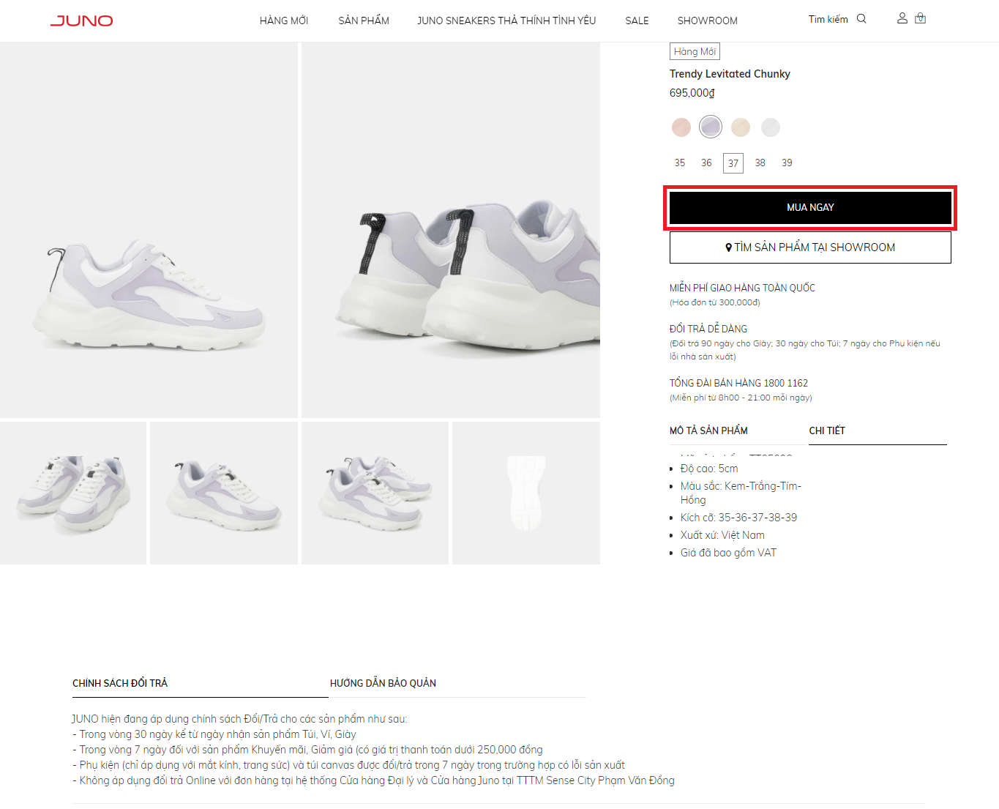 JUNO
HÀNG MỚI
SẢN PHẨM
JUNO SNEAKERS THẢ THÍNH TÌNH YÊU
SALE
SHOWROOM
Tìm kiếm
0
Hàng Mới
Trendy Levitated Chunky
695,000₫
35 36 37 38 39
MUA NGAY
TÌM SẢN PHẨM TẠI SHOWROOM
MIỄN PHÍ GIAO HÀNG TOÀN QUỐC
(Hóa đơn từ 300,000đ)
ĐỔI TRẢ DỄ DÀNG
(Đổi trả 90 ngày cho Giày; 30 ngày cho Túi; 7 ngày cho Phụ kiện nếu
lỗi nhà sản xuất)
TỔNG ĐÀI BÁN HÀNG 1800 1162
(Miễn phí từ 8h00 - 21:00 mỗi ngày)
MÔ TẢ SẢN PHẨM
CHI TIẾT
Độ cao: 5cm
Màu sắc: Kem-Trắng-Tím-
Hồng
Kích cỡ: 35-36-37-38-39
Xuất xứ: Việt Nam
Giá đã bao gồm VAT
CHÍNH SÁCH ĐỔI TRẢ
HƯỚNG DẪN BẢO QUẢN
JUNO hiện đang áp dụng chính sách Đổi/Trả cho các sản phẩm như sau:
- Trong vòng 30 ngày kể từ ngày nhận sản phẩm Túi, Ví, Giày
- Trong vòng 7 ngày đối với sản phẩm Khuyến mãi, Giảm giá (có giá trị thanh toán dưới 250,000 đồng
- Phụ kiện (chỉ áp dụng với mắt kính, trang sức) và túi canvas được đổi/trả trong 7 ngày trong trường hợp có lỗi sản xuất
- Không áp dụng đổi trả Online với đơn hàng tại hệ thống Cửa hàng Đại lý và Cửa hàng Juno tại TTTM Sense City Phạm Văn Đồng